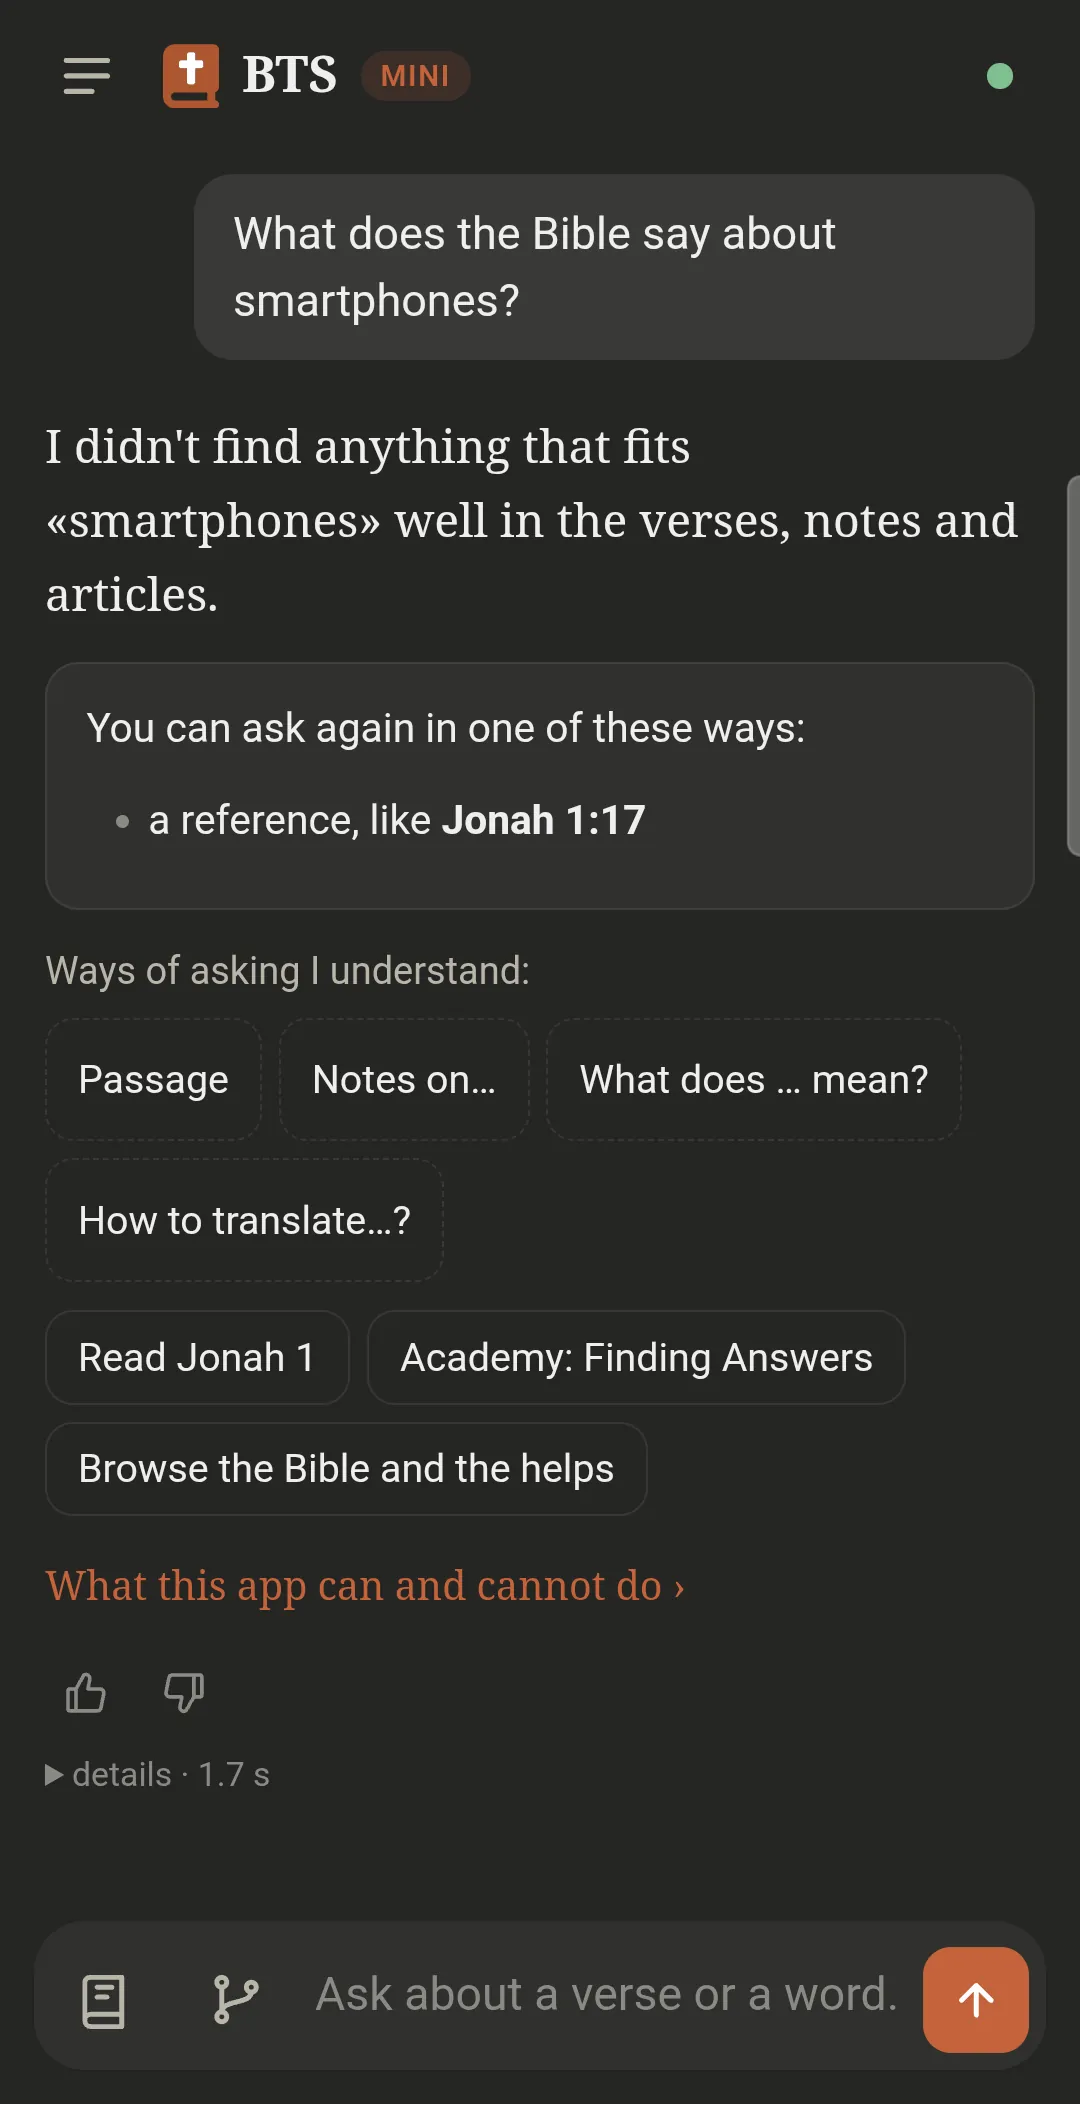 BTS MINI
What does the Bible say about
smartphones?
I didn't find anything that fits
«smartphones» well in the verses, notes and
articles.
You can ask again in one of these ways:
• a reference, like Jonah 1:17
Ways of asking I understand:
Passage
Notes on...
What does ... mean?
How to translate...?
Read Jonah 1
Academy: Finding Answers
Browse the Bible and the helps
What this app can and cannot do ›
details · 1.7 s
Ask about a verse or a word.